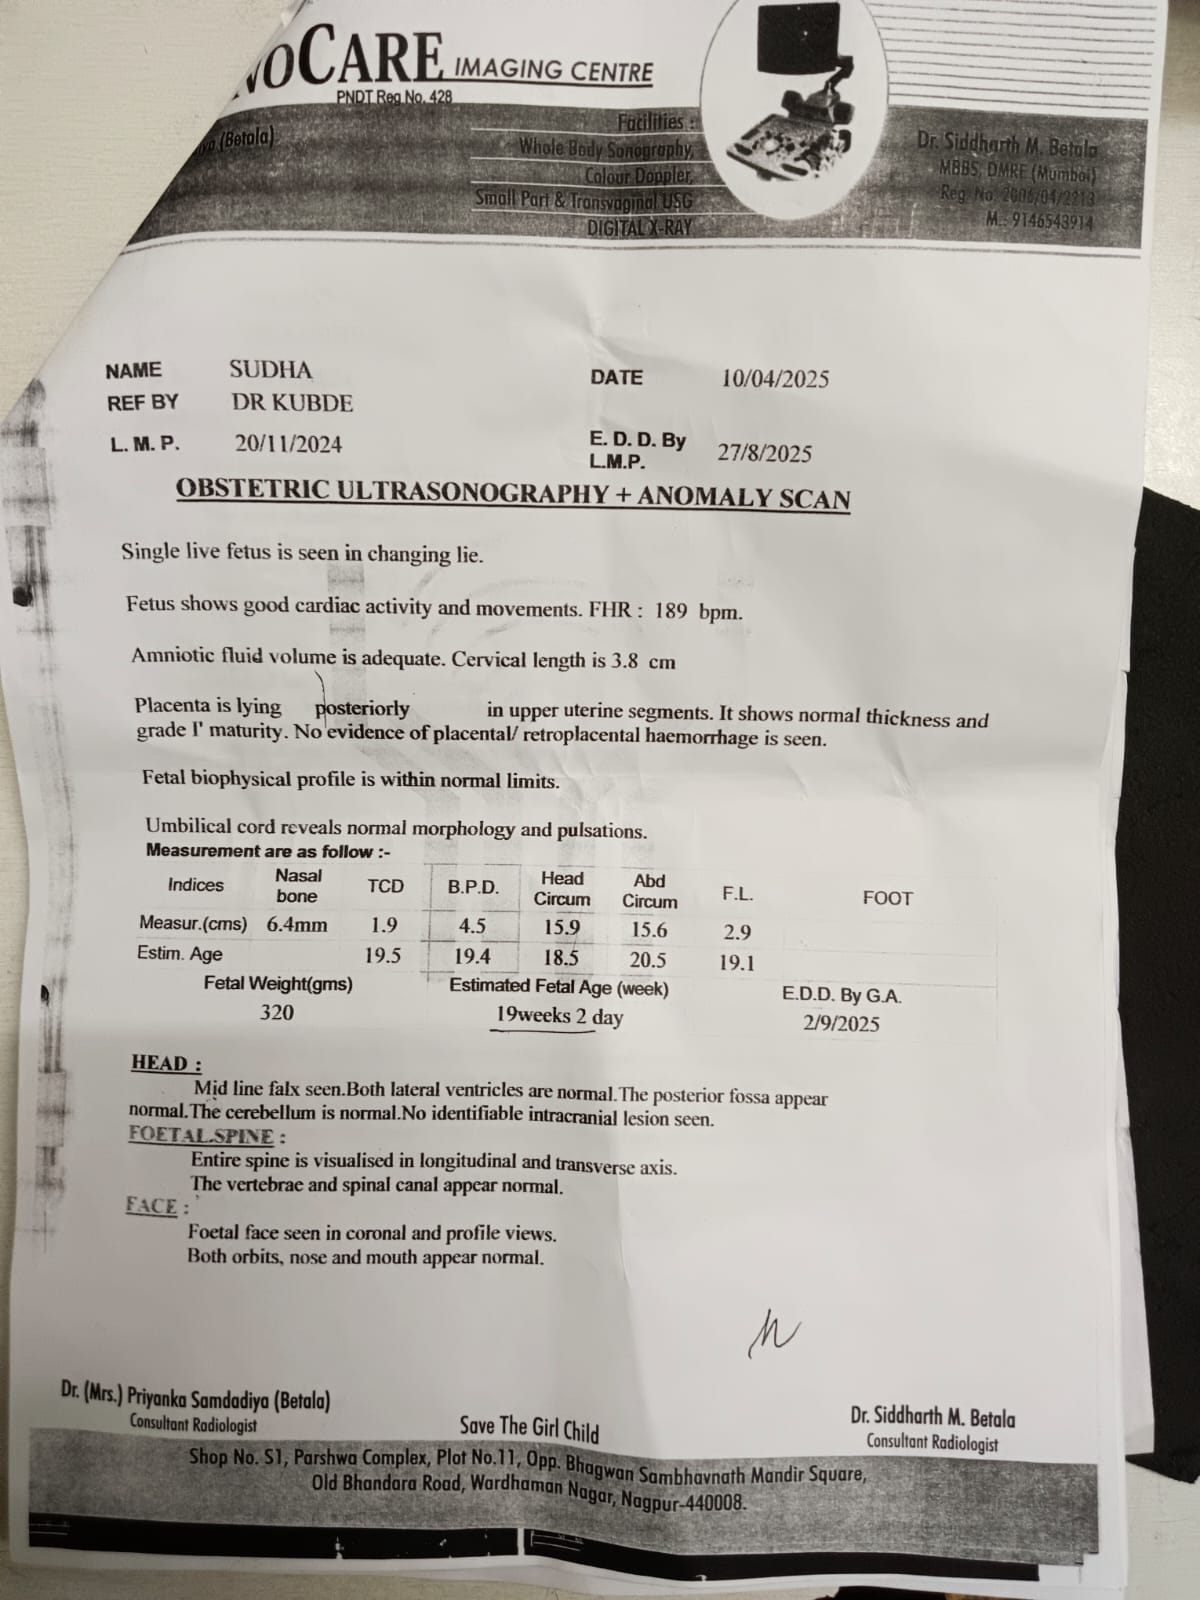 OCARE IMAGING CENTRE
PNDT Reg No. 428
(Betala)
Facilities :
Whole Body Sonography,
Colour Doppler,
Small Part & Transvaginal USG
DIGITAL X-RAY
Dr. Siddharth M. Betala
MBBS, DMRE (Mumbai)
Reg. No. 2006/04/2213
M.: 9146543914
NAME SUDHA DATE 10/04/2025
REF BY DR KUBDE
L. M. P. 20/11/2024 E. D. D. By L.M.P. 27/8/2025
OBSTETRIC ULTRASONOGRAPHY + ANOMALY SCAN
Single live fetus is seen in changing lie.
Fetus shows good cardiac activity and movements. FHR : 189 bpm.
Amniotic fluid volume is adequate. Cervical length is 3.8 cm
Placenta is lying posteriorly in upper uterine segments. It shows normal thickness and
grade I' maturity. No evidence of placental/ retroplacental haemorrhage is seen.
Fetal biophysical profile is within normal limits.
Umbilical cord reveals normal morphology and pulsations.
Measurement are as follow :-
Indices Nasal bone TCD B.P.D. Head Circum Abd Circum F.L. FOOT
Measur.(cms) 6.4mm 1.9 4.5 15.9 15.6 2.9
Estim. Age 19.5 19.4 18.5 20.5 19.1
Fetal Weight(gms) Estimated Fetal Age (week) E.D.D. By G.A.
320 19weeks 2 day 2/9/2025
HEAD :
Mid line falx seen.Both lateral ventricles are normal.The posterior fossa appear
normal.The cerebellum is normal.No identifiable intracranial lesion seen.
FOETAL.SPINE :
Entire spine is visualised in longitudinal and transverse axis.
The vertebrae and spinal canal appear normal.
FACE :
Foetal face seen in coronal and profile views.
Both orbits, nose and mouth appear normal.
Dr. (Mrs.) Priyanka Samdadiya (Betala)
Consultant Radiologist
Save The Girl Child
Dr. Siddharth M. Betala
Consultant Radiologist
Shop No. S1, Parshwa Complex, Plot No.11, Opp. Bhagwan Sambhavnath Mandir Square,
Old Bhandara Road, Wardhaman Nagar, Nagpur-440008.